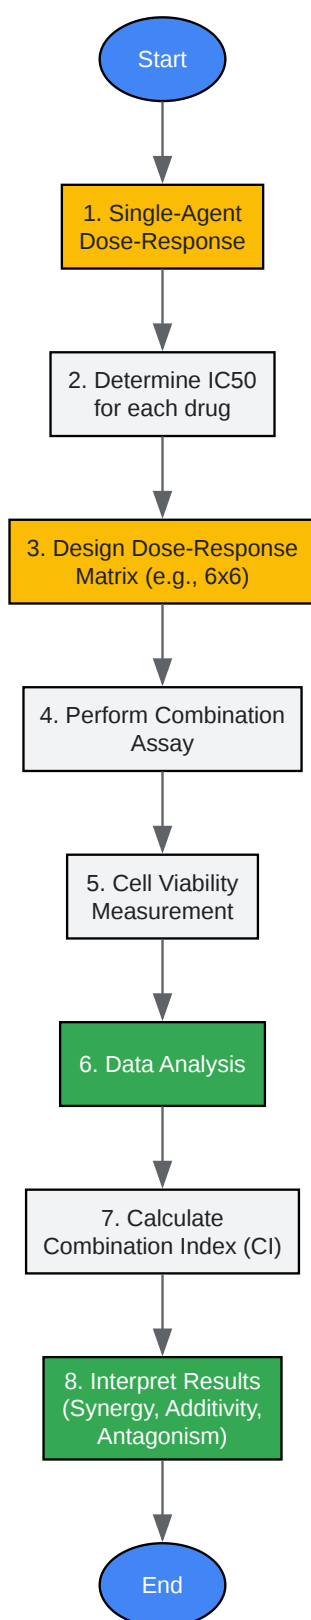 Start
1. Single-Agent
Dose-Response
2. Determine IC50
for each drug
3. Design Dose-Response
Matrix (e.g., 6x6)
4. Perform Combination
Assay
5. Cell Viability
Measurement
6. Data Analysis
7. Calculate
Combination Index (CI)
8. Interpret Results
(Synergy, Additivity,
Antagonism)
End